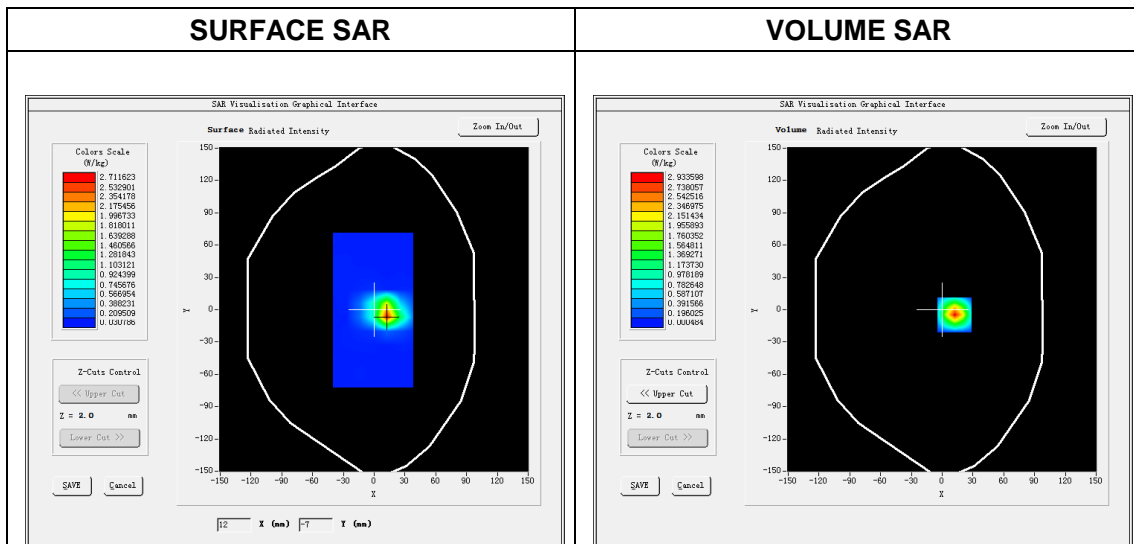 SURFACE SAR
SAR Visualisation Graphical Interface
Surface Radiated Intensity
Zoom In/Out
Colors Scale
(W/kg)
2.711623
2.532901
2.354178
2.175456
1.996733
1.818011
1.639288
1.460566
1.281843
1.103121
0.924399
0.745676
0.566954
0.388231
0.209509
0.030786
150
120
90
60
30
0
-30
-60
-90
-120
-150
Y
-150 -120 -90 -60 -30 0 30 60 90 120 150
X
Z-Cuts Control
<< Upper Cut
Z = 2.0 mm
Lower Cut >>
SAVE Cancel
12 X (mm) -7 Y (mm)
VOLUME SAR
SAR Visualisation Graphical Interface
Volume Radiated Intensity
Zoom In/Out
Colors Scale
(W/kg)
2.933598
2.738057
2.542516
2.346975
2.151434
1.955893
1.760352
1.564811
1.369271
1.173730
0.978189
0.782648
0.587107
0.391566
0.196025
0.000484
150
120
90
60
30
0
-30
-60
-90
-120
-150
Y
-150 -120 -90 -60 -30 0 30 60 90 120 150
X
Z-Cuts Control
<< Upper Cut
Z = 2.0 mm
Lower Cut >>
SAVE Cancel